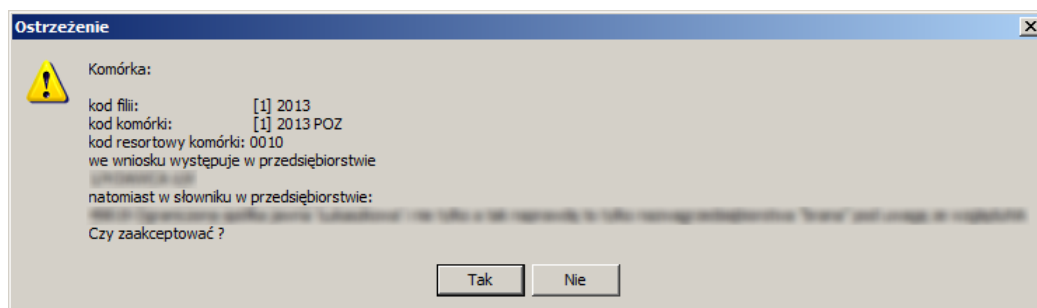 Ostrzeżenie
Komórka:
kod filii: [1] 2013
kod komórki: [1] 2013 POZ
kod resortowy komórki: 0010
we wniosku występuje w przedsiębiorstwie
natomiast w słowniku w przedsiębiorstwie:
Czy zaakceptować ?
Tak Nie